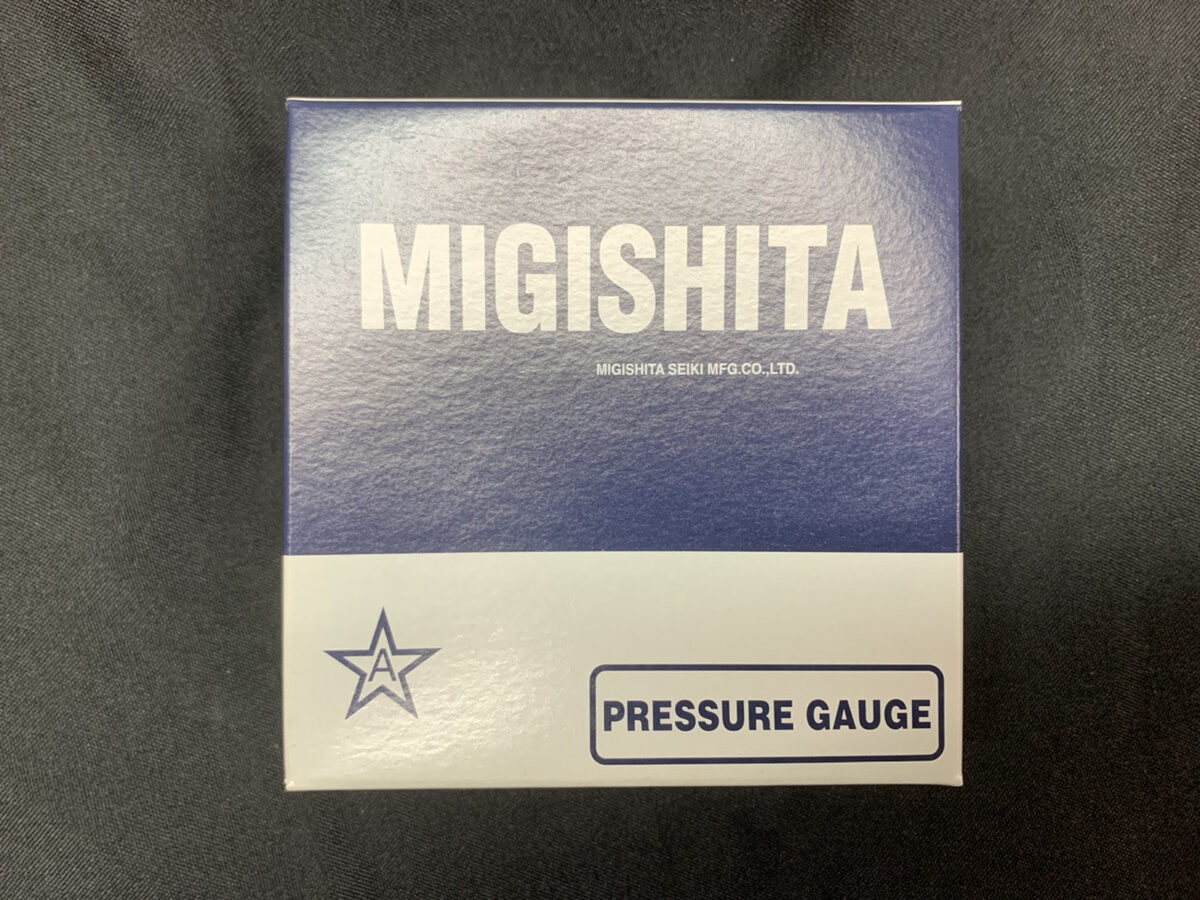 MIGISHITA
MIGISHITA SEIKI MFG.CO.,LTD.
A
PRESSURE GAUGE